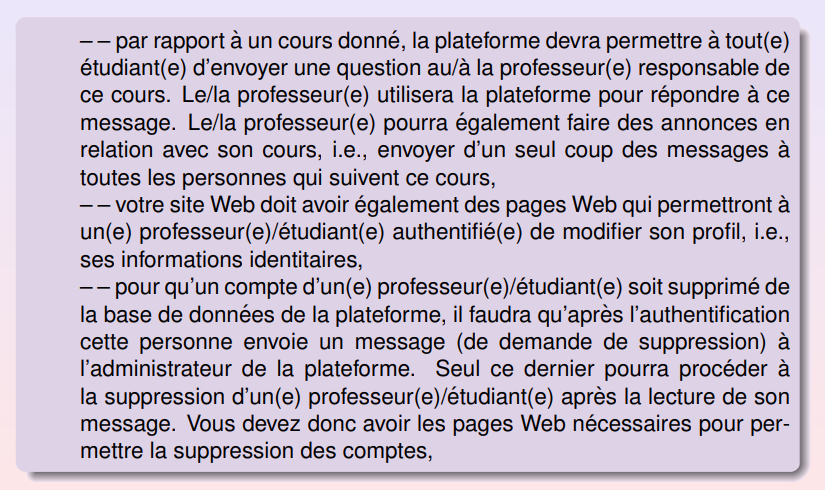 – – par rapport à un cours donné, la plateforme devra permettre à tout(e)
étudiant(e) d'envoyer une question au/à la professeur(e) responsable de
ce cours. Le/la professeur(e) utilisera la plateforme pour répondre à ce
message. Le/la professeur(e) pourra également faire des annonces en
relation avec son cours, i.e., envoyer d'un seul coup des messages à
toutes les personnes qui suivent ce cours,
– – votre site Web doit avoir également des pages Web qui permettront à
un(e) professeur(e)/étudiant(e) authentifié(e) de modifier son profil, i.e.,
ses informations identitaires,
– – pour qu'un compte d'un(e) professeur(e)/étudiant(e) soit supprimé de
la base de données de la plateforme, il faudra qu'après l'authentification
cette personne envoie un message (de demande de suppression) à
l'administrateur de la plateforme. Seul ce dernier pourra procéder à
la suppression d'un(e) professeur(e)/étudiant(e) après la lecture de son
message. Vous devez donc avoir les pages Web nécessaires pour per-
mettre la suppression des comptes,